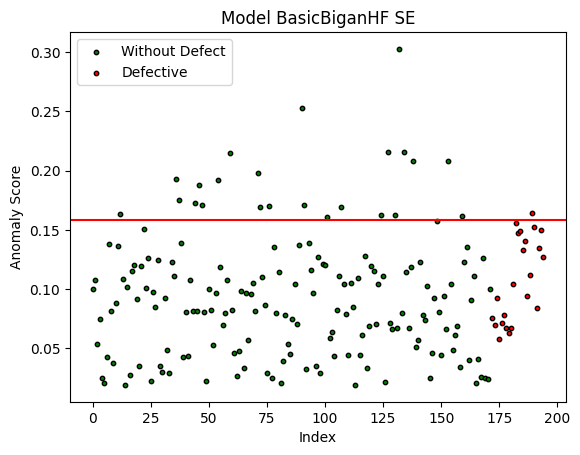 Model BasicBiganHF SE
Without Defect
Defective
Anomaly Score
0.30
0.25
0.20
0.15
0.10
0.05
0 25 50 75 100 125 150 175 200
Index